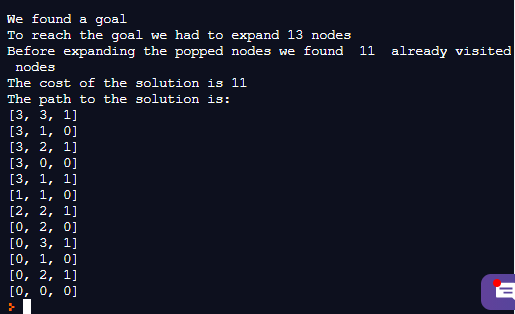 We found a goal
To reach the goal we had to expand 13 nodes
Before expanding the popped nodes we found  11  already visited
 nodes
The cost of the solution is 11
The path to the solution is:
[3, 3, 1]
[3, 1, 0]
[3, 2, 1]
[3, 0, 0]
[3, 1, 1]
[1, 1, 0]
[2, 2, 1]
[0, 2, 0]
[0, 3, 1]
[0, 1, 0]
[0, 2, 1]
[0, 0, 0]
>